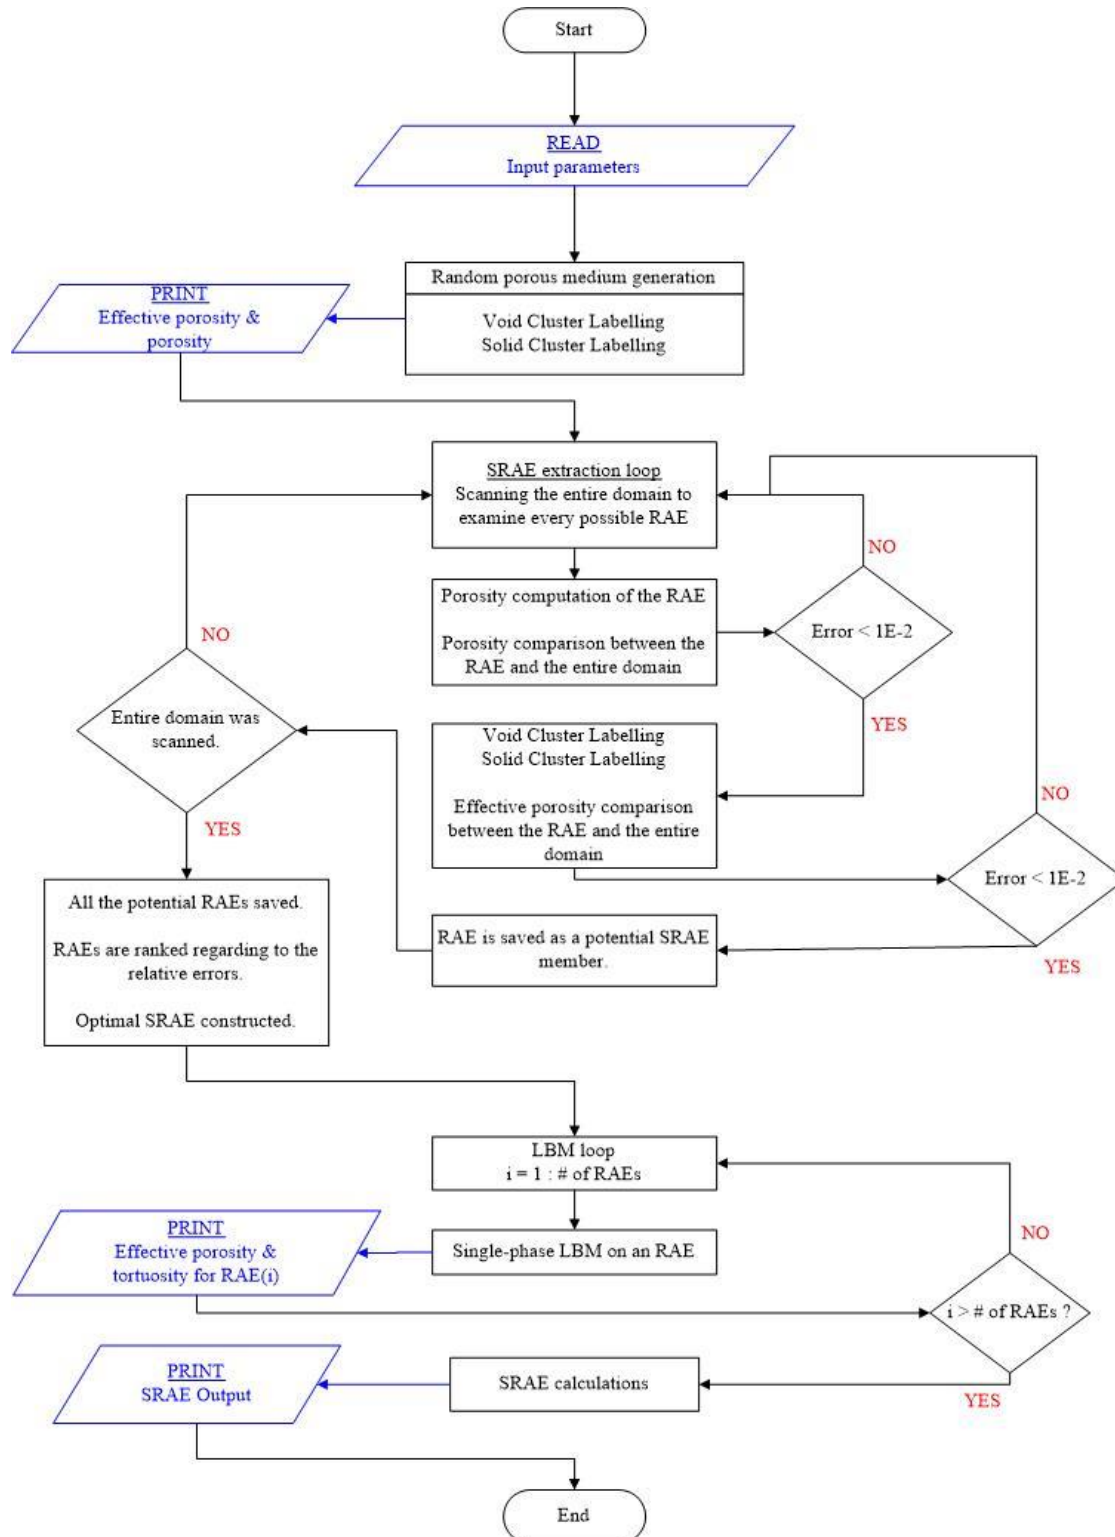 Start
READ
Input parameters
Random porous medium generation
Void Cluster Labelling
Solid Cluster Labelling
PRINT
Effective porosity &
porosity
SRAE extraction loop
Scanning the entire domain to
examine every possible RAE
NO
Porosity computation of the RAE
Porosity comparison between the
RAE and the entire domain
Error < 1E-2
YES
NO
Entire domain was
scanned.
YES
Void Cluster Labelling
Solid Cluster Labelling
Effective porosity comparison
between the RAE and the entire
domain
NO
Error < 1E-2
YES
RAE is saved as a potential SRAE
member.
All the potential RAEs saved.
RAEs are ranked regarding to the
relative errors.
Optimal SRAE constructed.
LBM loop
i = 1 : # of RAEs
NO
Single-phase LBM on an RAE
PRINT
Effective porosity &
tortuosity for RAE(i)
i > # of RAEs ?
YES
SRAE calculations
PRINT
SRAE Output
End